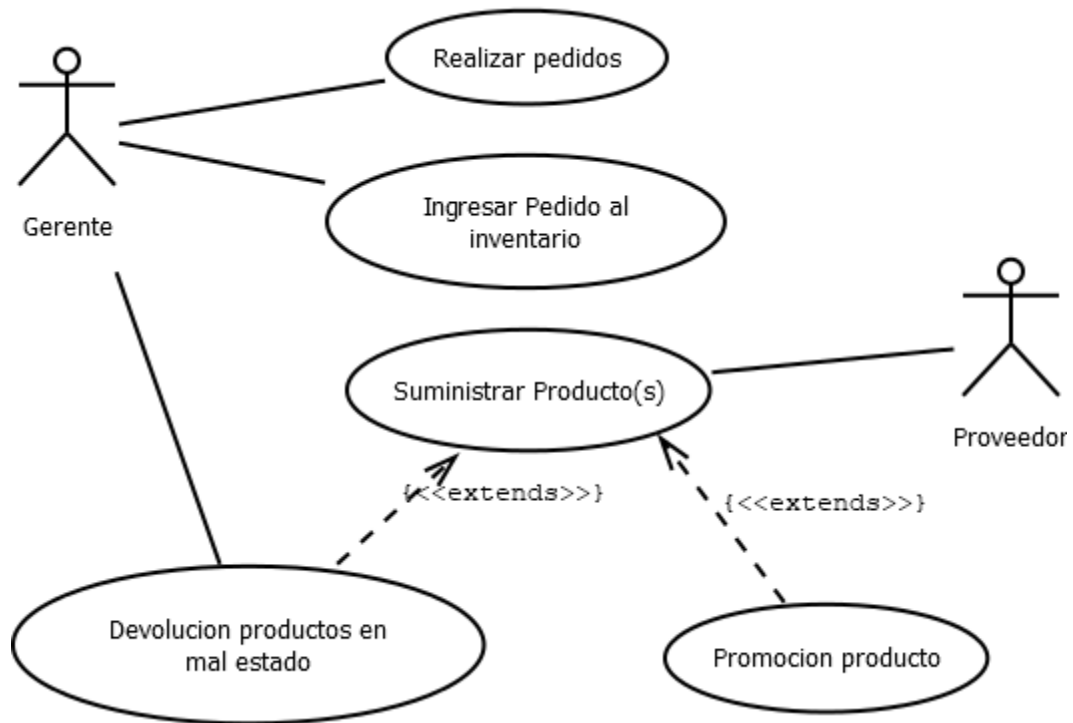 Realizar pedidos
Gerente
Ingresar Pedido al
inventario
Suministrar Producto(s)
Proveedor
{<<extends>>}
{<<extends>>}
Devolucion productos en
mal estado
Promocion producto